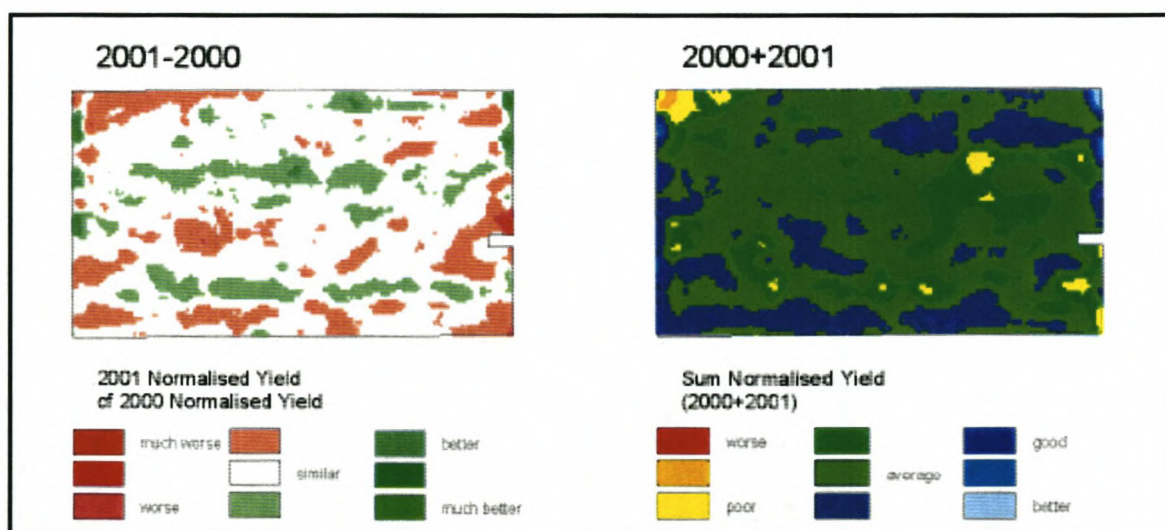 2001-2000
2001 Normalised Yield
cf 2000 Normalised Yield
much worse
better
similar
worse
much better
2000+2001
Sum Normalised Yield
(2000+2001)
worse
good
average
poor
better